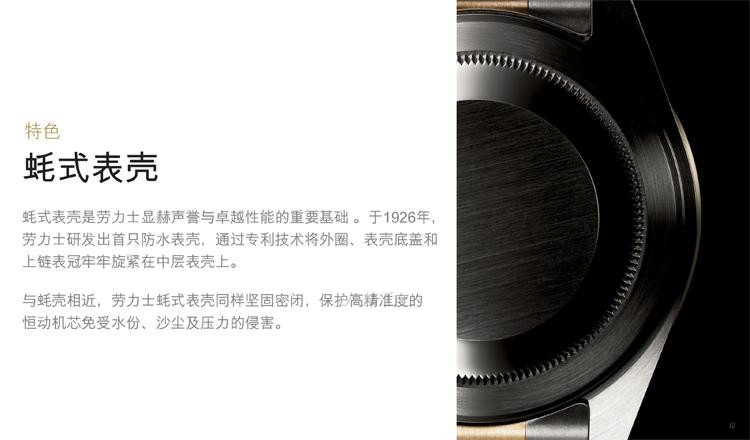 特色
蚝式表壳
蚝式表壳是劳力士显赫声誉与卓越性能的重要基础 。于1926年,
劳力士研发出首只防水表壳，通过专利技术将外圈、表壳底盖和
上链表冠牢牢旋紧在中层表壳上。
与蚝壳相近，劳力士蚝式表壳同样坚固密闭，保护高精准度的
恒动机芯免受水份、沙尘及压力的侵害。
12